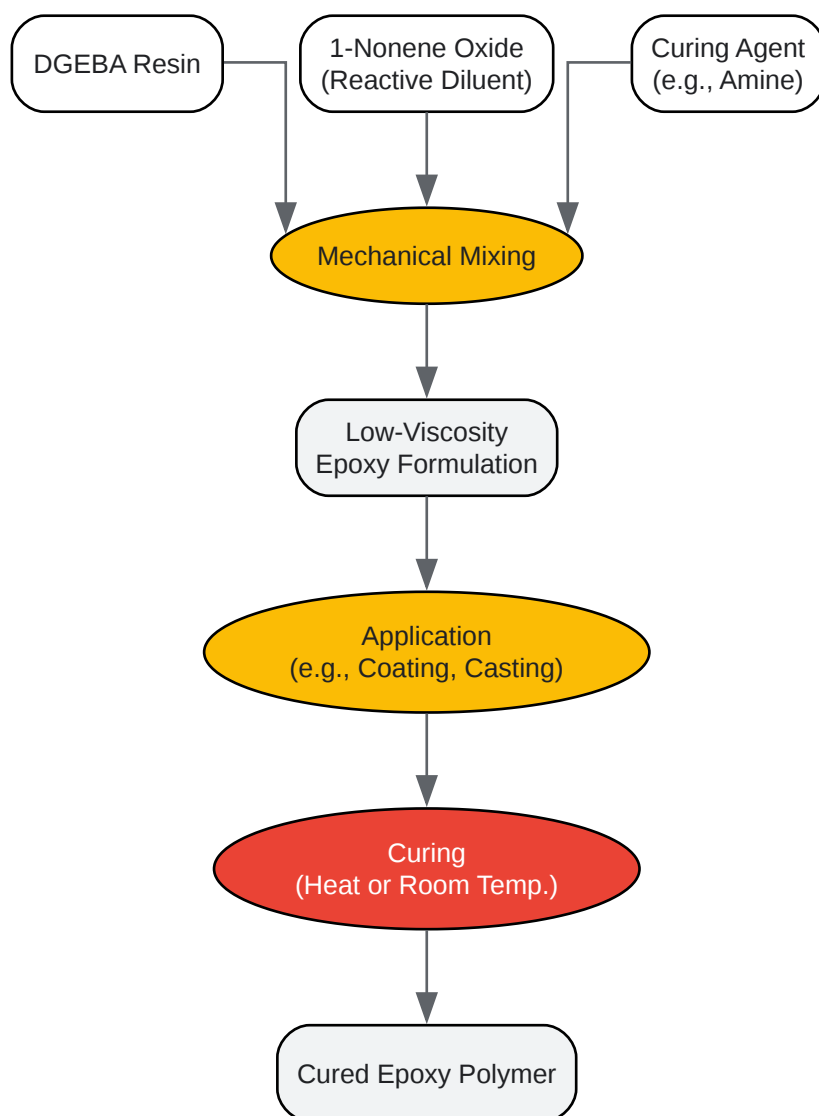 DGEBA Resin
1-Nonene Oxide
(Reactive Diluent)
Curing Agent
(e.g., Amine)
Mechanical Mixing
Low-Viscosity
Epoxy Formulation
Application
(e.g., Coating, Casting)
Curing
(Heat or Room Temp.)
Cured Epoxy Polymer